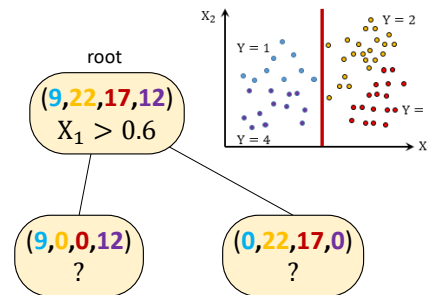 root
(9,22,17,12)
X₁ > 0.6
X₂
Y = 1
Y = 2
Y =
Y = 4
X
(9,0,0,12)
?
(0,22,17,0)
?